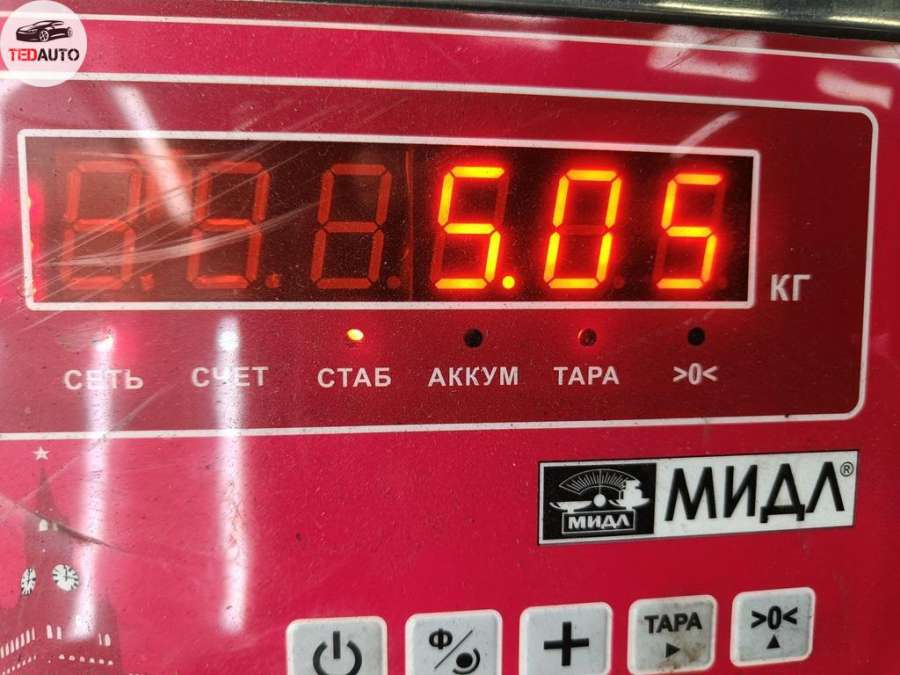 TEDAUTO
5.05
КГ
СЕТЬ СЧЕТ СТАБ АККУМ ТАРА >0<
МИДЛ МИДЛ®
Ф + ТАРА >0<